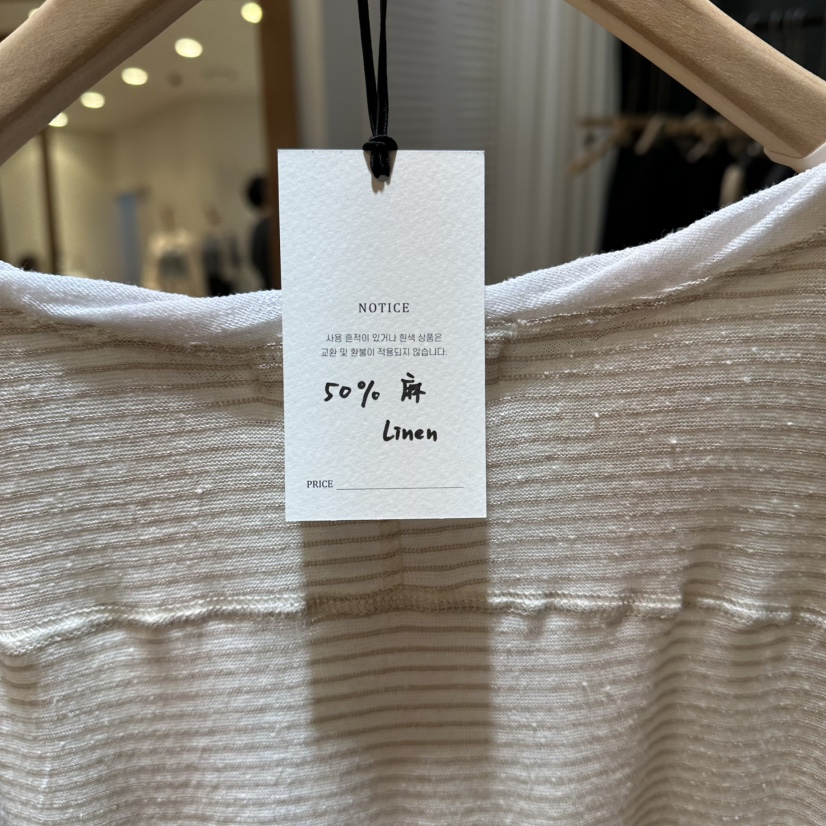 NOTICE
사용 흔적이 있거나 흰색 상품은
교환 및 환불이 적용되지 않습니다.
50% 麻
Linen
PRICE